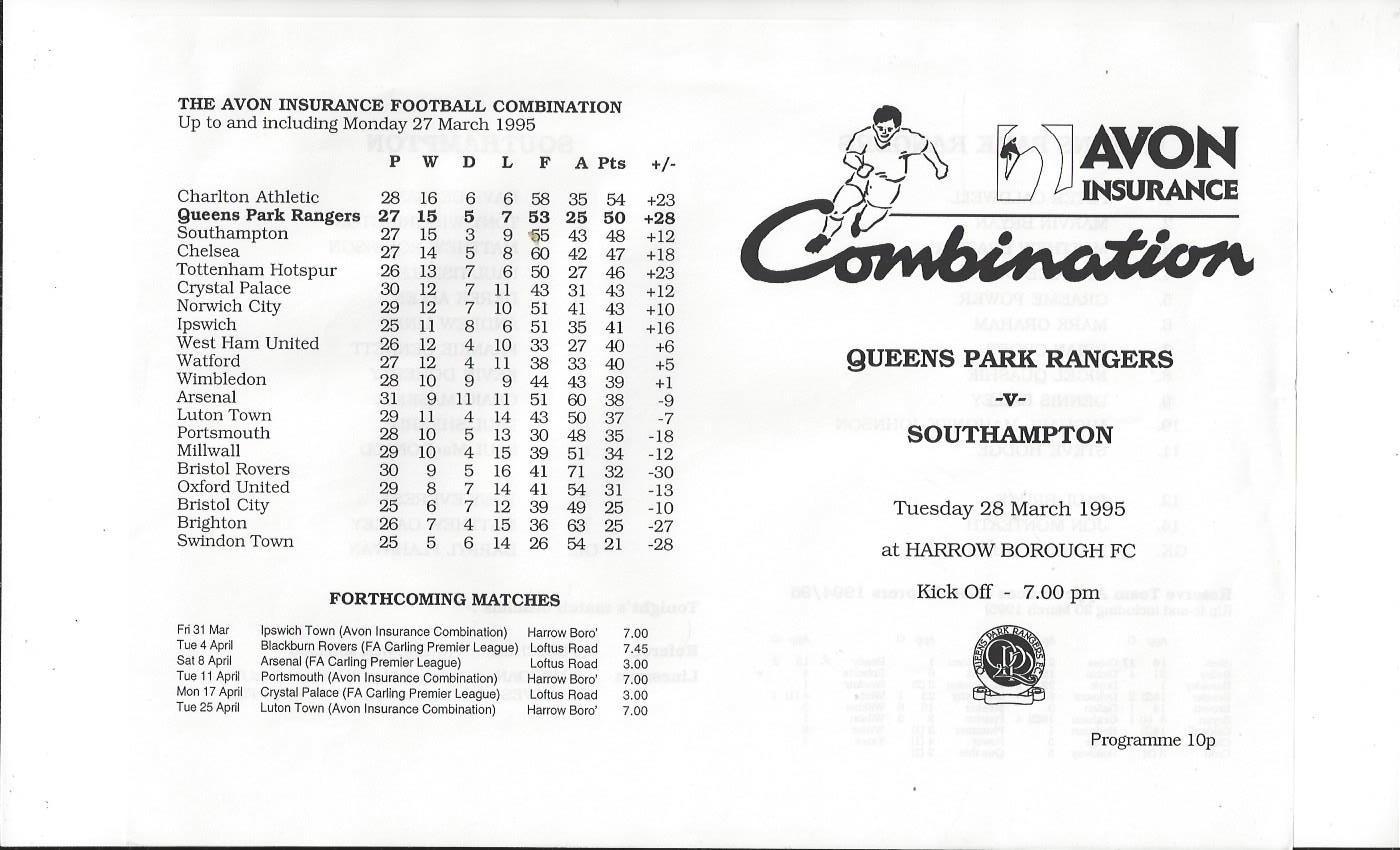 THE AVON INSURANCE FOOTBALL COMBINATION
Up to and including Monday 27 March 1995
P W D L F A Pts +/-
Charlton Athletic 28 16 6 6 58 35 54 +23
Queens Park Rangers 27 15 5 7 53 25 50 +28
Southampton 27 15 3 9 55 43 48 +12
Chelsea 27 14 5 8 60 42 47 +18
Tottenham Hotspur 26 13 7 6 50 27 46 +23
Crystal Palace 30 12 7 11 43 31 43 +12
Norwich City 29 12 7 10 51 41 43 +10
Ipswich 25 11 8 6 51 35 41 +16
West Ham United 26 12 4 10 33 27 40 +6
Watford 27 12 4 11 38 33 40 +5
Wimbledon 28 10 9 9 44 43 39 +1
Arsenal 31 9 11 11 51 60 38 -9
Luton Town 29 11 4 14 43 50 37 -7
Portsmouth 28 10 5 13 30 48 35 -18
Millwall 29 10 4 15 39 51 34 -12
Bristol Rovers 30 9 5 16 41 71 32 -30
Oxford United 29 8 7 14 41 54 31 -13
Bristol City 25 6 7 12 39 49 25 -10
Brighton 26 7 4 15 36 63 25 -27
Swindon Town 25 5 6 14 26 54 21 -28
FORTHCOMING MATCHES
Fri 31 Mar Ipswich Town (Avon Insurance Combination) Harrow Boro' 7.00
Tue 4 April Blackburn Rovers (FA Carling Premier League) Loftus Road 7.45
Sat 8 April Arsenal (FA Carling Premier League) Loftus Road 3.00
Tue 11 April Portsmouth (Avon Insurance Combination) Harrow Boro' 7.00
Mon 17 April Crystal Palace (FA Carling Premier League) Loftus Road 3.00
Tue 25 April Luton Town (Avon Insurance Combination) Harrow Boro' 7.00
AVON
INSURANCE
Combination
QUEENS PARK RANGERS
-v-
SOUTHAMPTON
Tuesday 28 March 1995
at HARROW BOROUGH FC
Kick Off - 7.00 pm
QUEENS PARK RANGERS FC
Programme 10p